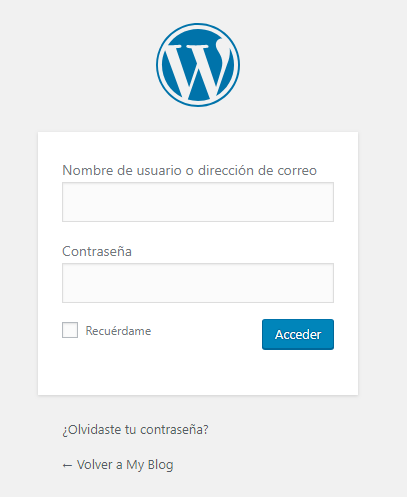 Nombre de usuario o dirección de correo
Contraseña
Recuérdame
Acceder
¿Olvidaste tu contraseña?
← Volver a My Blog